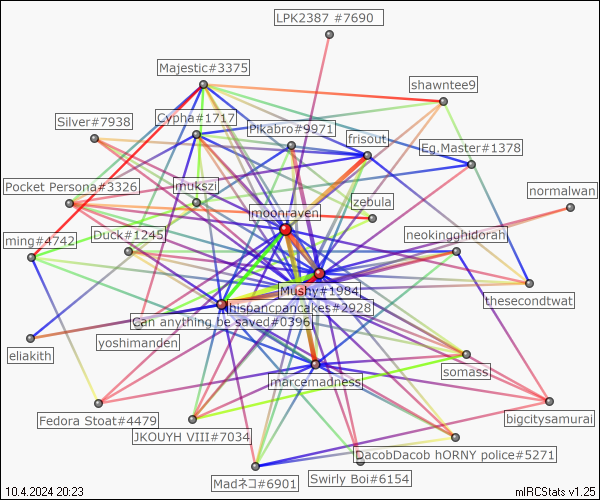 LPK2387 #7690
Majestic#3375
shawntee9
Cypha#1717
Silver#7938
Pikabro#9971
frisout
Eg.Master#1378
Pocket Persona#3326
mukszi
normalwan
zebula
moonraven
Duck#1245
ming#4742
neokingghidorah
Mushy#1984
thesecondtwat
hispancpancakes#2928
Can anything be saved#0396
yoshimanden
eliakith
somass
marcemadness
Fedora Stoat#4479
bigcitysamurai
JKOUYH VIII#7034
DacobDacob hORNY police#5271
Swirly Boi#6154
Madネコ#6901
10.4.2024 20:23
mIRCStats v1.25